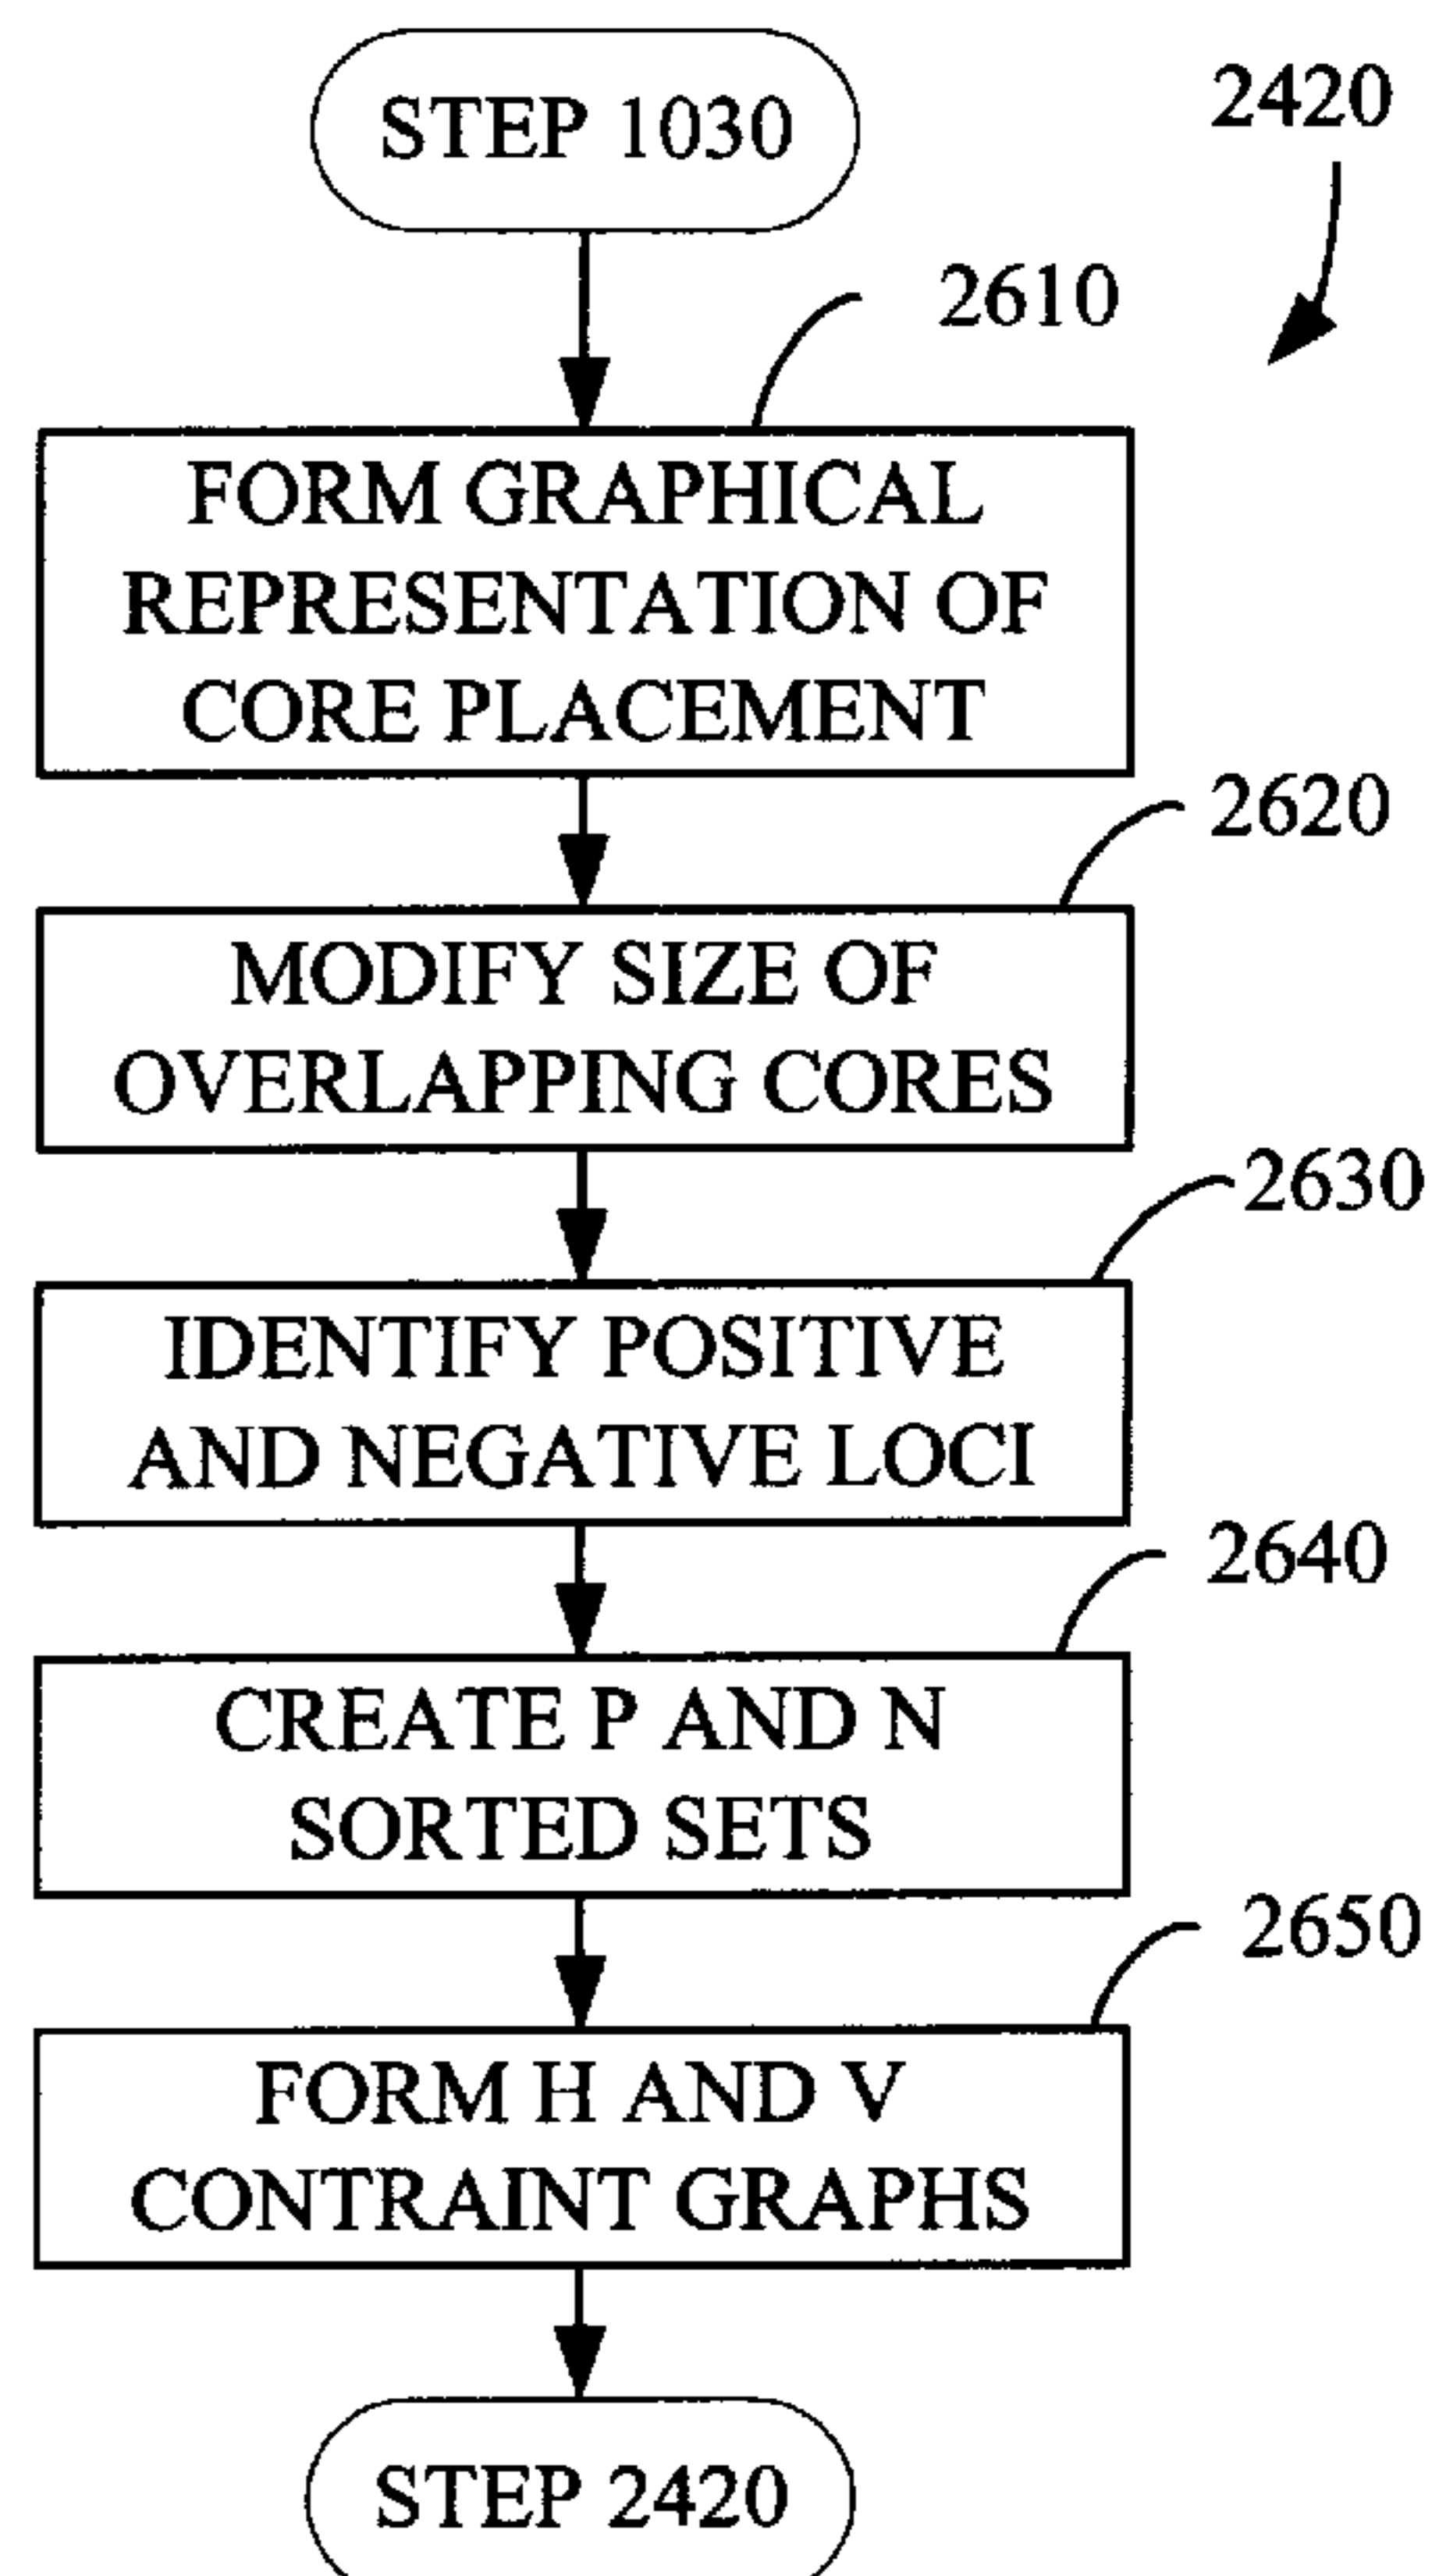 STEP 1030
2420
2610
FORM GRAPHICAL
REPRESENTATION OF
CORE PLACEMENT
2620
MODIFY SIZE OF
OVERLAPPING CORES
2630
IDENTIFY POSITIVE
AND NEGATIVE LOCI
2640
CREATE P AND N
SORTED SETS
2650
FORM H AND V
CONTRAINT GRAPHS
STEP 2420